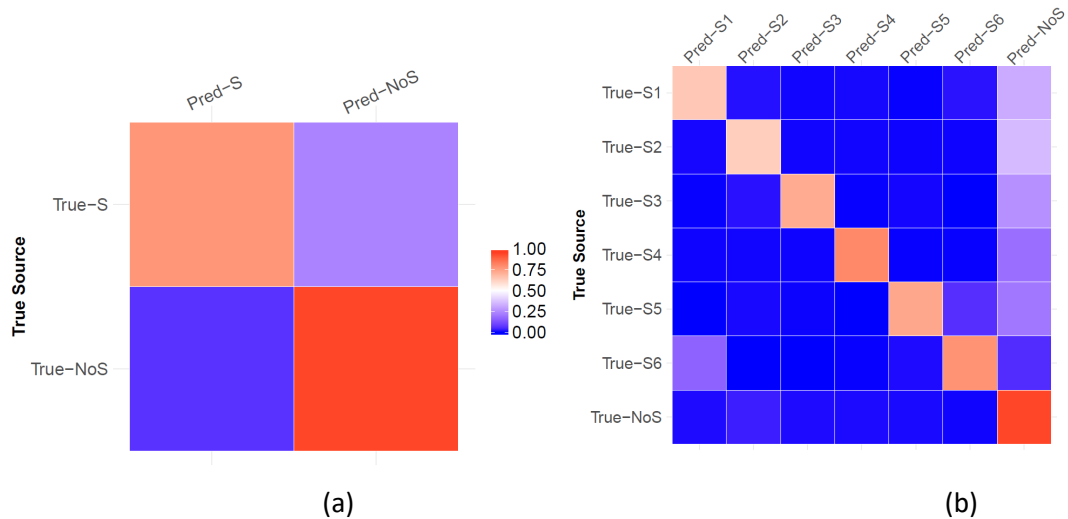 Pred−S
Pred−NoS
True−S
True−NoS
True Source
1.00
0.75
0.50
0.25
0.00
(a)
Pred−S1
Pred−S2
Pred−S3
Pred−S4
Pred−S5
Pred−S6
Pred−NoS
True−S1
True−S2
True−S3
True−S4
True−S5
True−S6
True−NoS
True Source
(b)